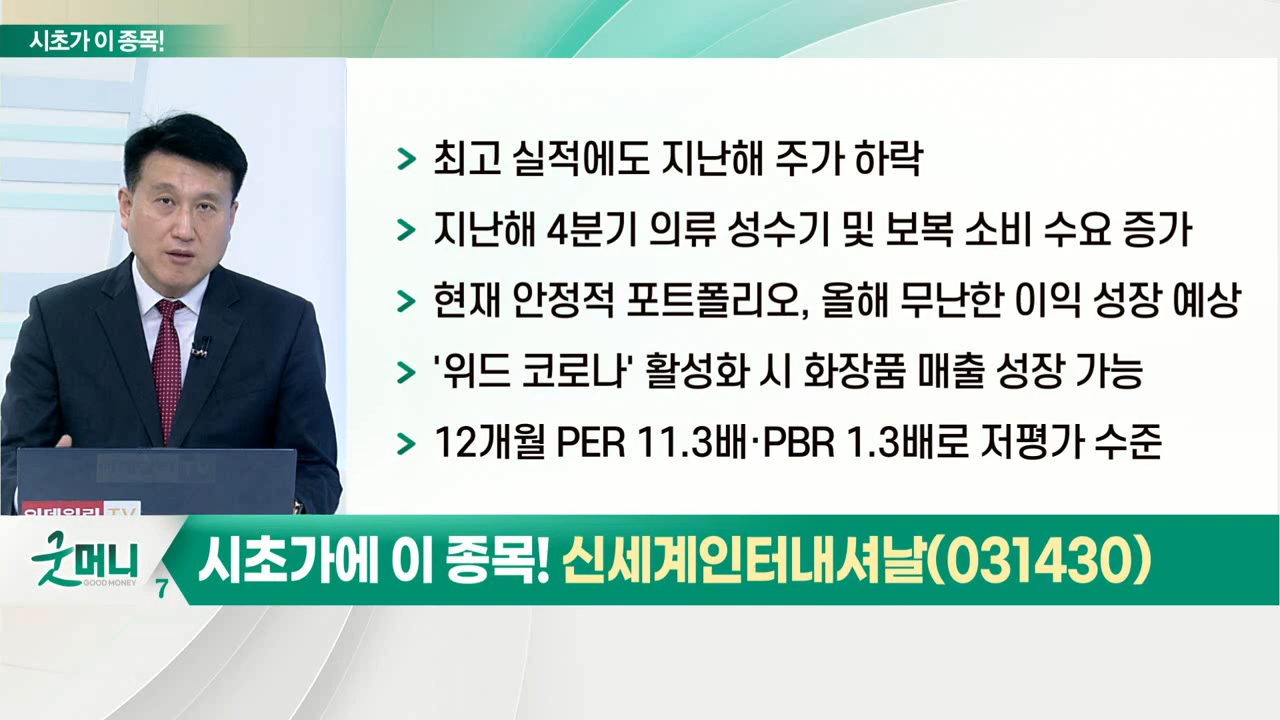 시초가 이 종목!
> 최고 실적에도 지난해 주가 하락
> 지난해 4분기 의류 성수기 및 보복 소비 수요 증가
> 현재 안정적 포트폴리오, 올해 무난한 이익 성장 예상
> '위드 코로나' 활성화 시 화장품 매출 성장 가능
> 12개월 PER 11.3배·PBR 1.3배로 저평가 수준
이데일리 TV
굿머니
GOOD MONEY
7
시초가에 이 종목! 신세계인터내셔날(031430)